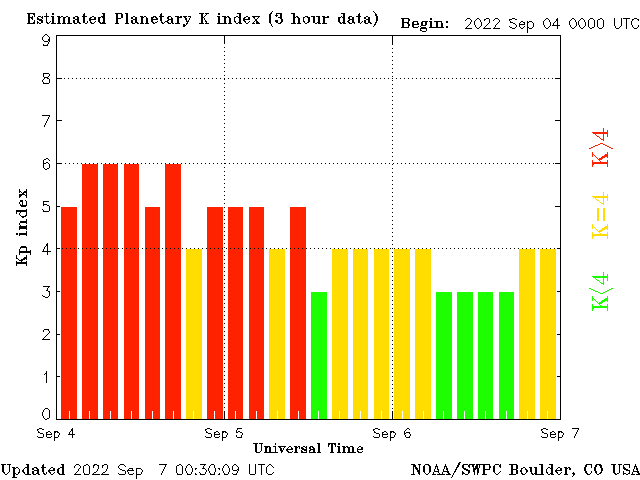 Estimated Planetary K index (3 hour data)
Begin: 2022 Sep 04 0000 UTC
9
8
7
6
5
4
3
2
1
0
Kp index
Sep 4
Sep 5
Sep 6
Sep 7
Universal Time
K>4
K=4
K<4
Updated 2022 Sep 7 00:30:09 UTC
NOAA/SWPC Boulder, CO USA